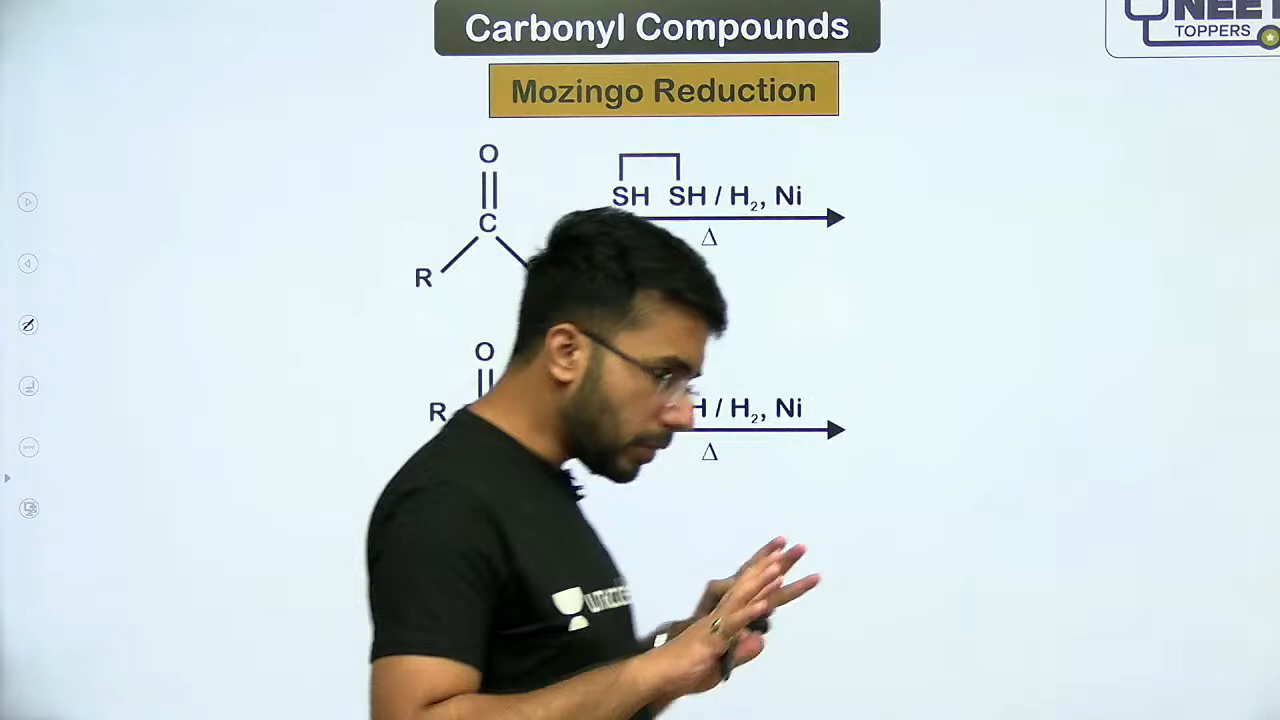 NEET
TOPPERS
Carbonyl Compounds
Mozingo Reduction
O
C
R
SH SH / H₂, Ni
Δ
O
R
H / H₂, Ni
Δ